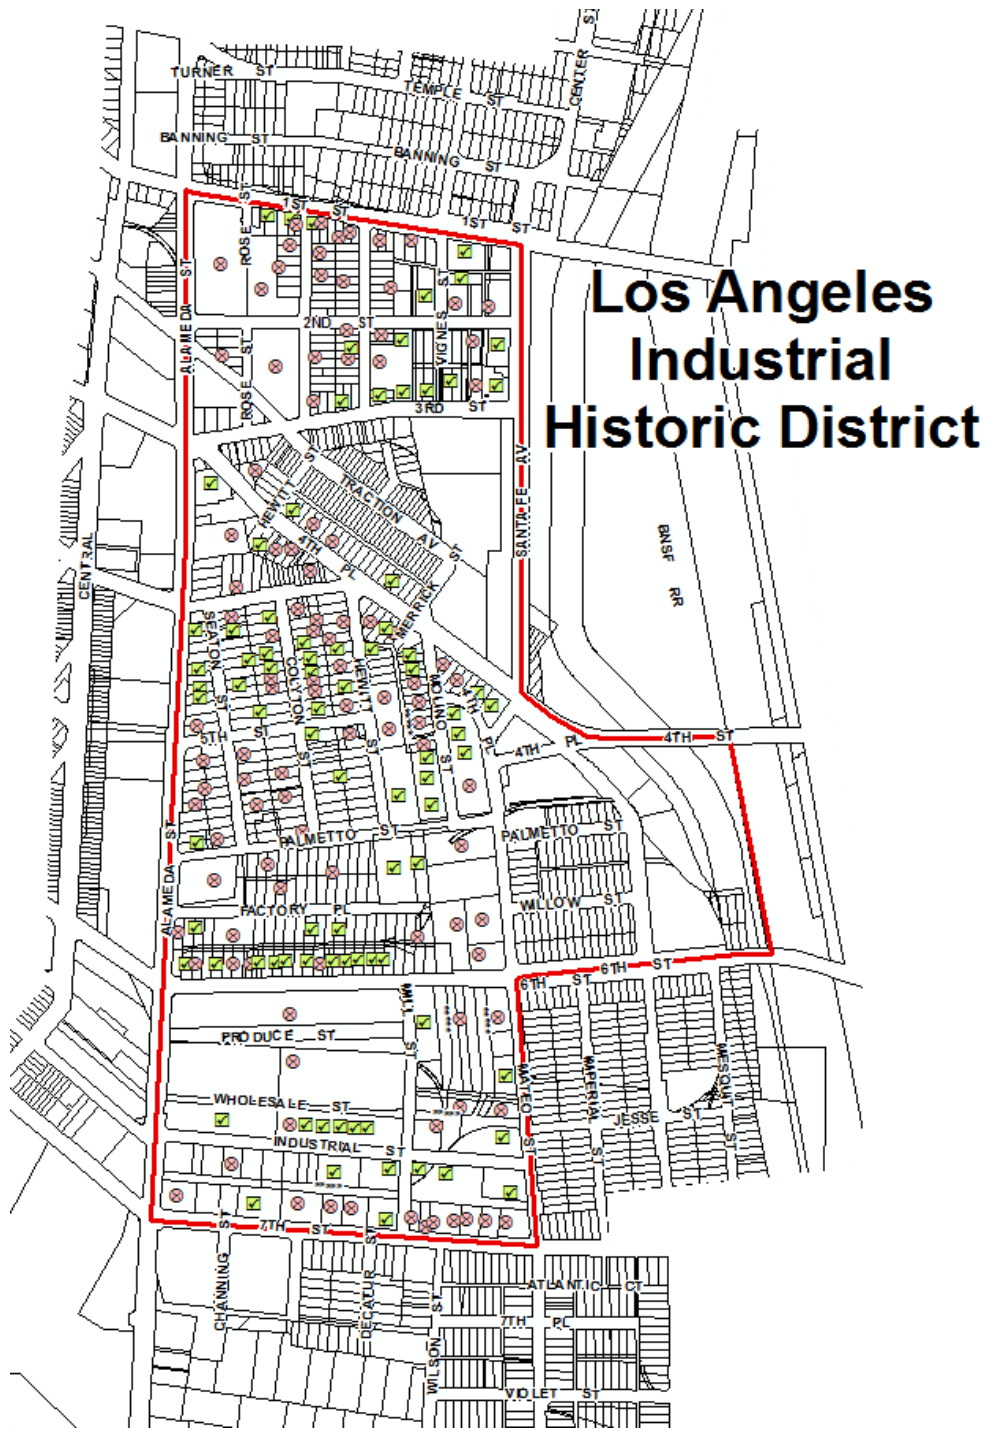 TURNER ST
TEMPLE ST
CENTER ST
BANNING ST
BANNING ST
1ST ST
1ST ST
ROSE ST
ALAMEDA ST
Los Angeles
Industrial
Historic District
2ND ST
VIGNES ST
ROSE ST
3RD ST
SANTA FE AV
HEWITT ST
TRACTION AV
ST
4TH PL
MERRICK
CENTRAL
BNSF RR
SEATON ST
COLYTON ST
HEWITT ST
MOLINO ST
4TH PL
5TH ST
4TH PL
4TH ST
ALAMEDA ST
PALMETTO ST
PALMETTO ST
FACTORY PL
WILLOW ST
6TH ST
6TH ST
MILL ST
PRODUCE ST
MATEO ST
IMPERIAL ST
MESQUIT ST
WHOLESALE ST
JESSE ST
INDUSTRIAL ST
7TH ST
CHANNING ST
DECATUR ST
WILSON ST
ATLANTIC CT
7TH PL
VIOLET ST